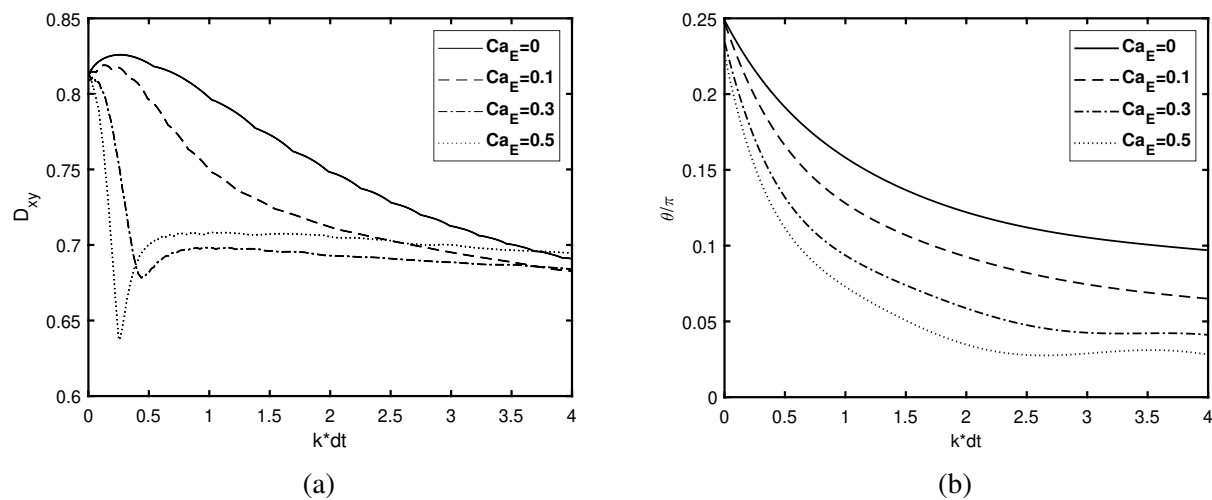 0.85
0.8
0.75
0.7
0.65
0.6
D_xy
0 0.5 1 1.5 2 2.5 3 3.5 4
k*dt
Ca_E=0
Ca_E=0.1
Ca_E=0.3
Ca_E=0.5
(a)
0.25
0.2
0.15
0.1
0.05
0
θ/π
0 0.5 1 1.5 2 2.5 3 3.5 4
k*dt
Ca_E=0
Ca_E=0.1
Ca_E=0.3
Ca_E=0.5
(b)